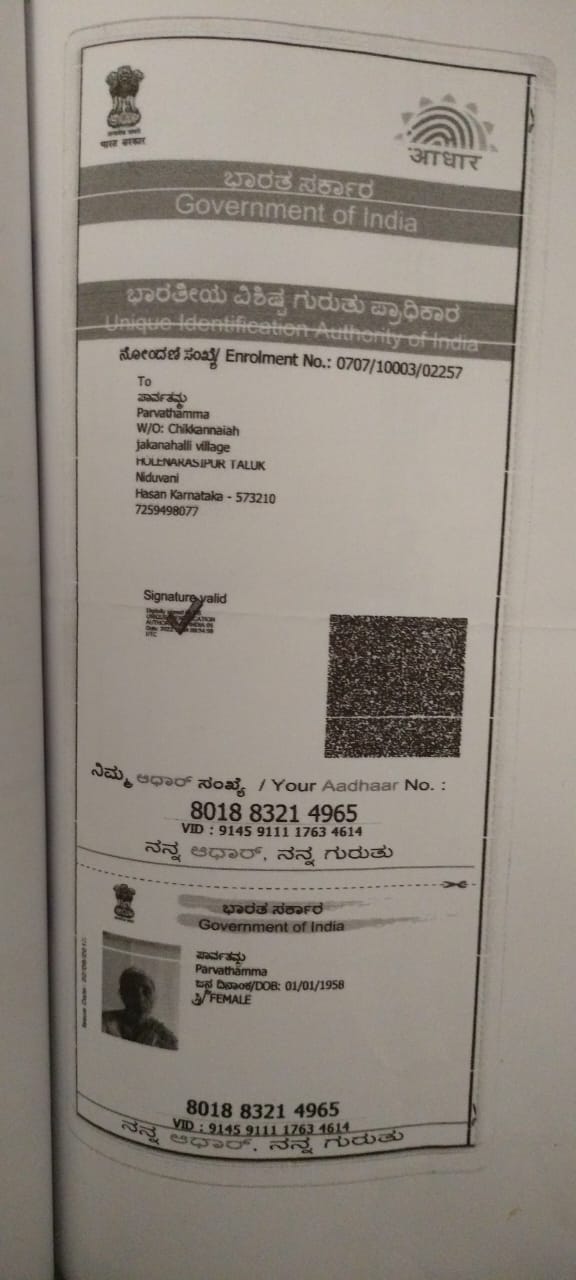 भारत सरकार
आधार
ಭಾರತ ಸರ್ಕಾರ
Government of India
ಭಾರತೀಯ ವಿಶಿಷ್ಟ ಗುರುತು ಪ್ರಾಧಿಕಾರ
Unique Identification Authority of India
ನೋಂದಣಿ ಸಂಖ್ಯೆ/ Enrolment No.: 0707/10003/02257
To
ಪಾರ್ವತಮ್ಮ
Parvathamma
W/O: Chikkannaiah
jakanahalli village
HOLENARASIPUR TALUK
Niduvani
Hasan Karnataka - 573210
7259498077
Signature valid
ನಿಮ್ಮ ಆಧಾರ್ ಸಂಖ್ಯೆ / Your Aadhaar No. :
8018 8321 4965
VID : 9145 9111 1763 4614
ನನ್ನ ಆಧಾರ್, ನನ್ನ ಗುರುತು
ಭಾರತ ಸರ್ಕಾರ
Government of India
ಪಾರ್ವತಮ್ಮ
Parvathamma
ಜನ್ಮ ದಿನಾಂಕ/DOB: 01/01/1958
ಸ್ತ್ರೀ/ FEMALE
8018 8321 4965
VID : 9145 9111 1763 4614
ನನ್ನ ಆಧಾರ್, ನನ್ನ ಗುರುತು